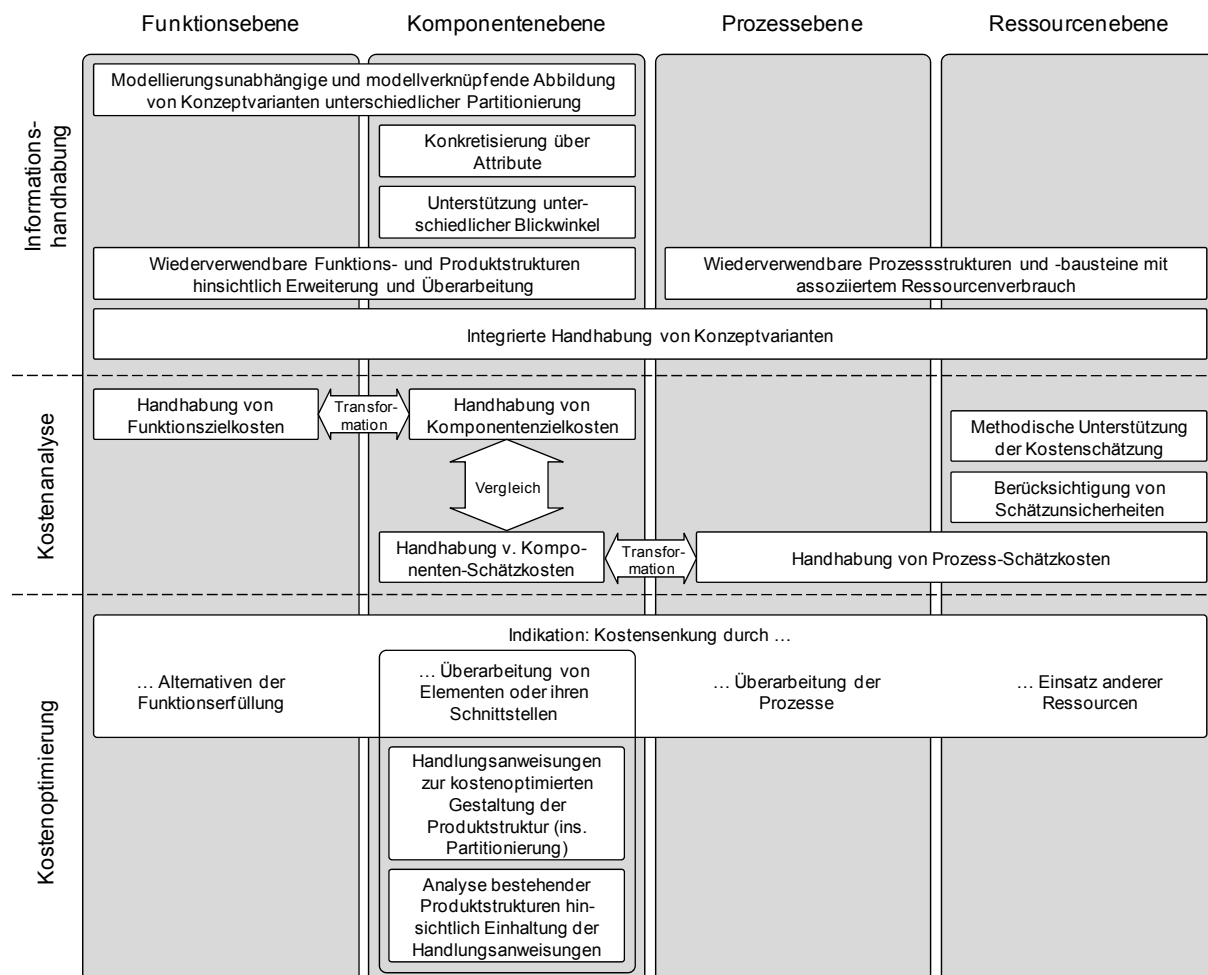 Funktionsebene
Komponentenebene
Prozessebene
Ressourcenebene
Informations-
handhabung
Modellierungsunabhängige und modellverknüpfende Abbildung
von Konzeptvarianten unterschiedlicher Partitionierung
Konkretisierung über
Attribute
Unterstützung unter-
schiedlicher Blickwinkel
Wiederverwendbare Funktions- und Produktstrukturen
hinsichtlich Erweiterung und Überarbeitung
Wiederverwendbare Prozessstrukturen und -bausteine mit
assoziiertem Ressourcenverbrauch
Integrierte Handhabung von Konzeptvarianten
Kostenanalyse
Handhabung von
Funktionszielkosten
Transfor-
mation
Handhabung von
Komponentenzielkosten
Methodische Unterstützung
der Kostenschätzung
Vergleich
Berücksichtigung von
Schätzunsicherheiten
Handhabung v. Kompo-
nenten-Schätzkosten
Transfor-
mation
Handhabung von Prozess-Schätzkosten
Kostenoptimierung
Indikation: Kostensenkung durch …
… Alternativen der
Funktionserfüllung
… Überarbeitung von
Elementen oder ihren
Schnittstellen
… Überarbeitung der
Prozesse
… Einsatz anderer
Ressourcen
Handlungsanweisungen
zur kostenoptimierten
Gestaltung der
Produktstruktur (ins.
Partitionierung)
Analyse bestehender
Produktstrukturen hin-
sichtlich Einhaltung der
Handlungsanweisungen